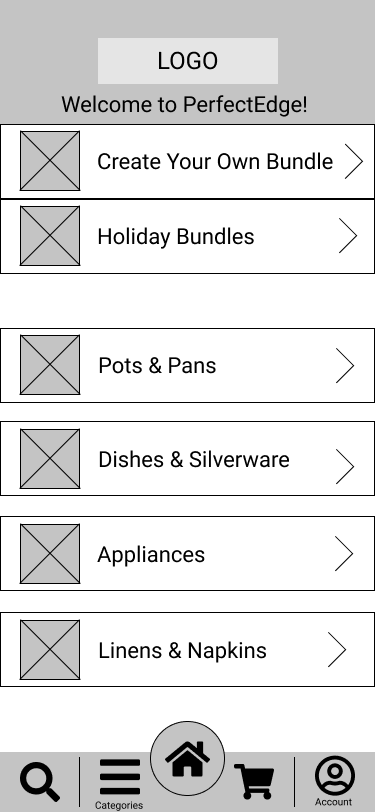 LOGO
Welcome to PerfectEdge!
Create Your Own Bundle
Holiday Bundles
Pots & Pans
Dishes & Silverware
Appliances
Linens & Napkins
Categories
Account